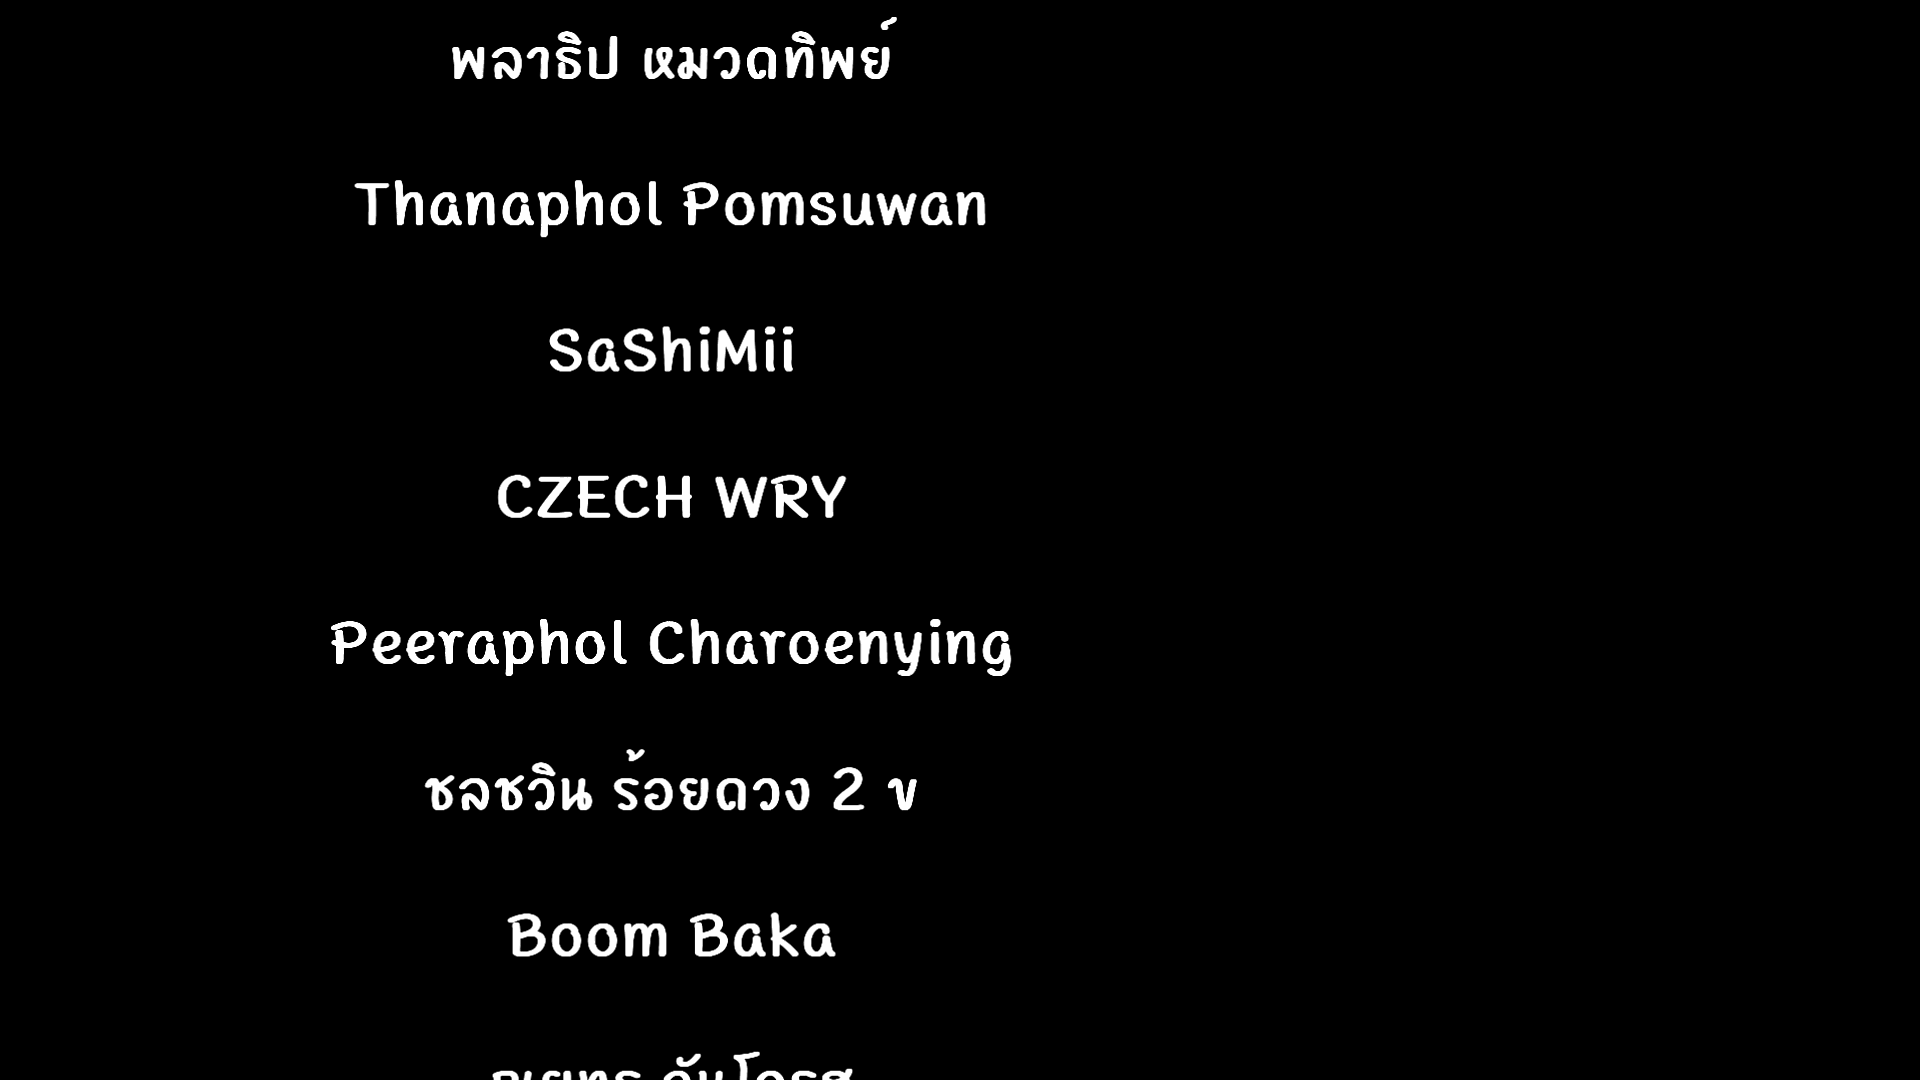 พลาธิป หมวดทิพย์
Thanaphol Pomsuwan
SaShiMii
CZECH WRY
Peeraphol Charoenying
ชลชวิน ร้อยดวง 2 ข
Boom Baka